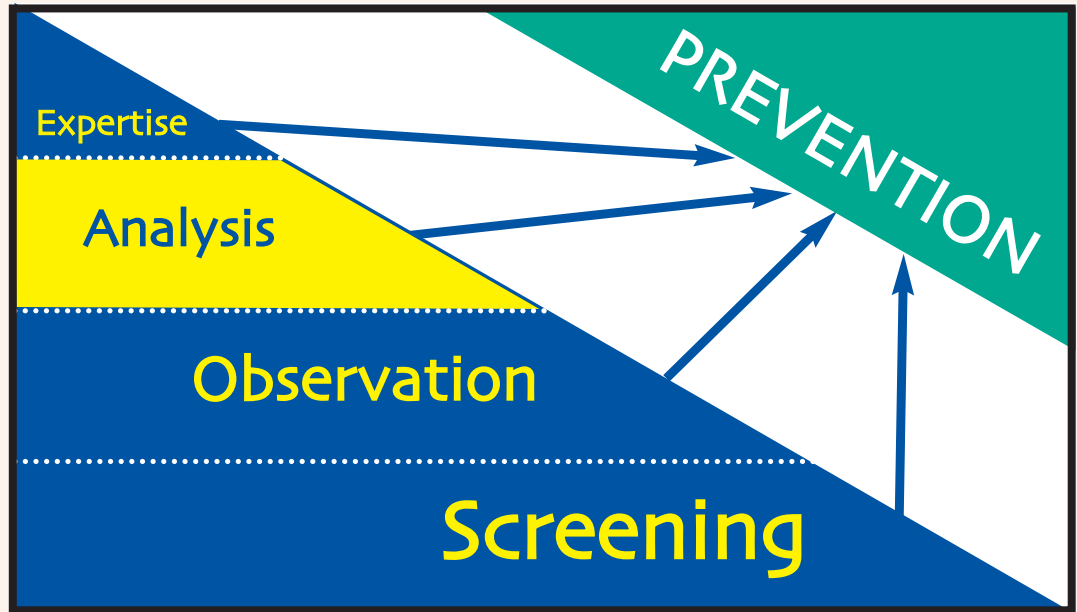 PREVENTION
Expertise
Analysis
Observation
Screening